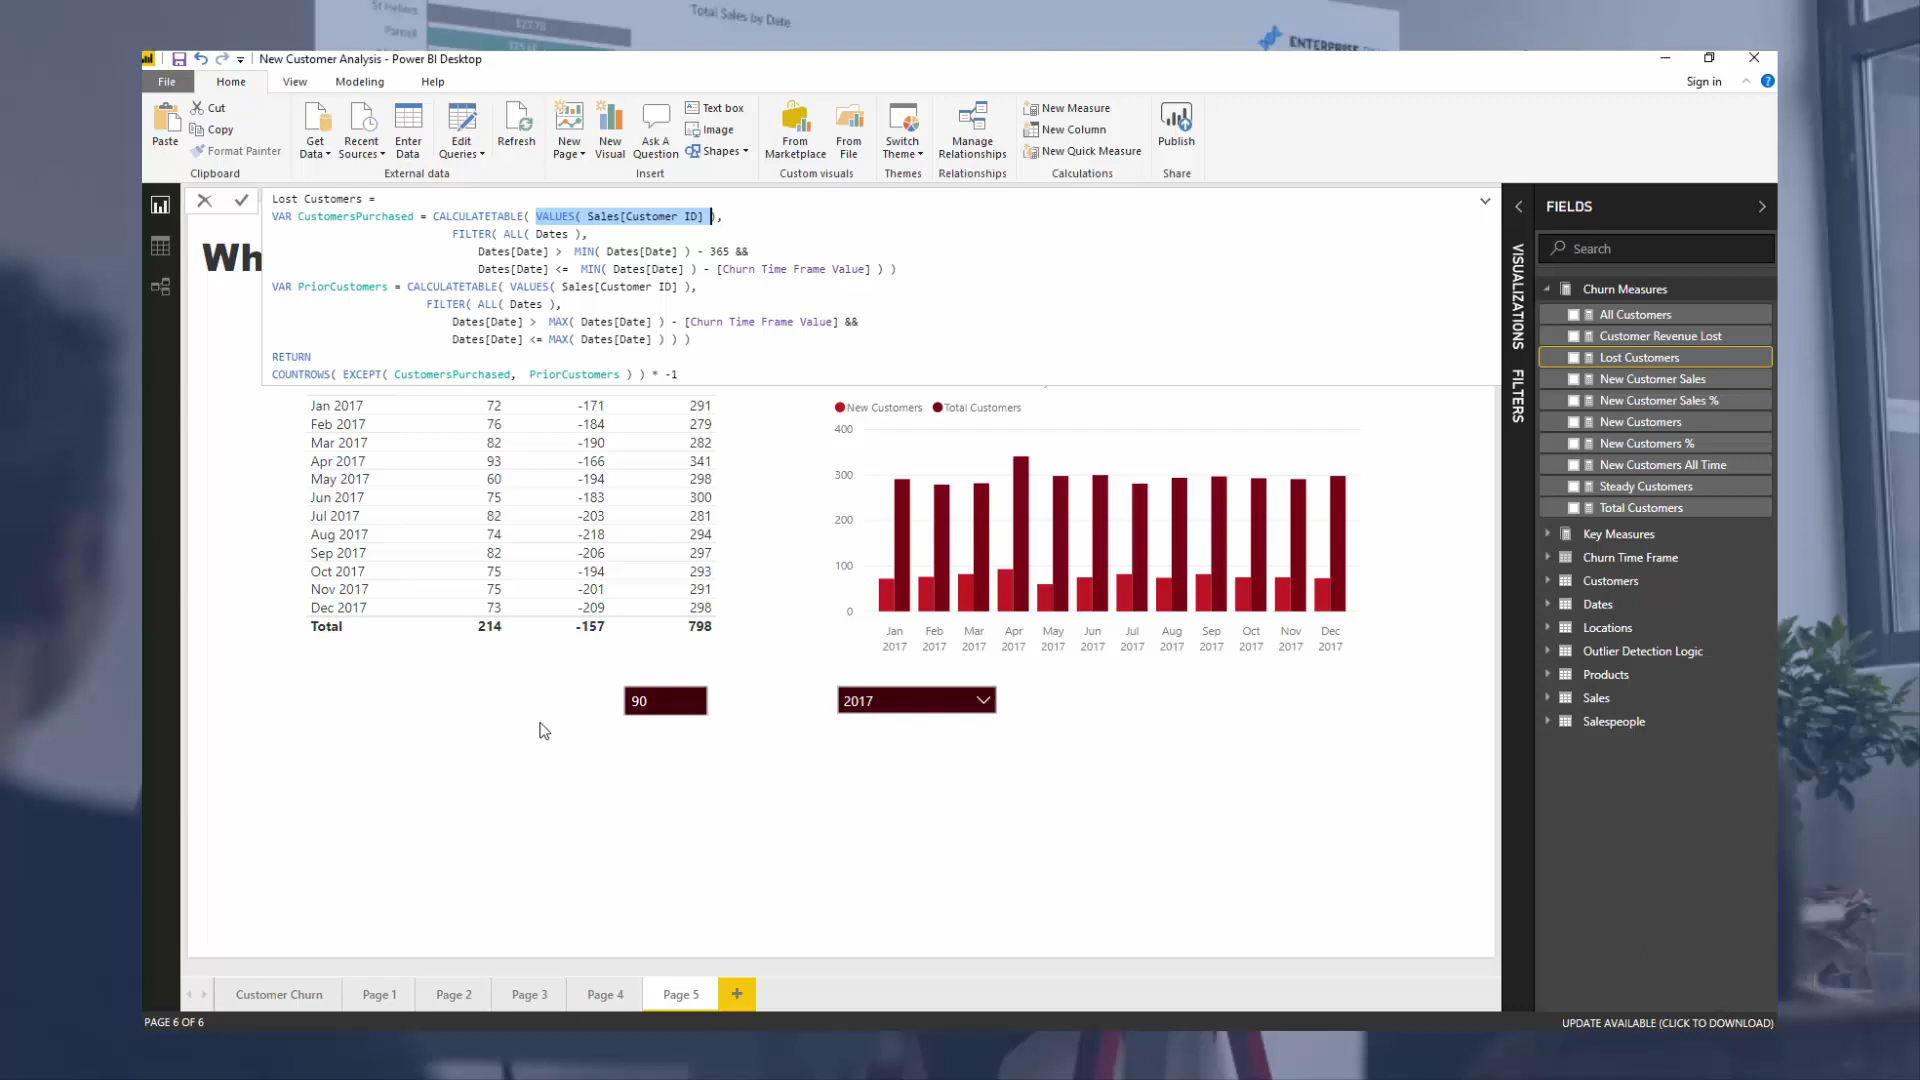 St Heliers
Parnell
$27.7B
Total Sales by Date
ENTERPRISE
New Customer Analysis - Power BI Desktop
File Home View Modeling Help
Sign in
Paste
Cut
Copy
Format Painter
Clipboard
Get Data
Recent Sources
Enter Data
Edit Queries
Refresh
External data
New Page
New Visual
Ask A Question
Text box
Image
Shapes
Insert
From Marketplace
From File
Custom visuals
Switch Theme
Themes
Manage Relationships
Relationships
New Measure
New Column
New Quick Measure
Calculations
Publish
Share
Lost Customers =
VAR CustomersPurchased = CALCULATETABLE( VALUES( Sales[Customer ID] ),
FILTER( ALL( Dates ),
Dates[Date] > MIN( Dates[Date] ) - 365 &&
Dates[Date] <= MIN( Dates[Date] ) - [Churn Time Frame Value] ) )
VAR PriorCustomers = CALCULATETABLE( VALUES( Sales[Customer ID] ),
FILTER( ALL( Dates ),
Dates[Date] > MAX( Dates[Date] ) - [Churn Time Frame Value] &&
Dates[Date] <= MAX( Dates[Date] ) ) )
RETURN
COUNTROWS( EXCEPT( CustomersPurchased, PriorCustomers ) ) * -1
Wh
Jan 2017 72 -171 291
Feb 2017 76 -184 279
Mar 2017 82 -190 282
Apr 2017 93 -166 341
May 2017 60 -194 298
Jun 2017 75 -183 300
Jul 2017 82 -203 281
Aug 2017 74 -218 294
Sep 2017 82 -206 297
Oct 2017 75 -194 293
Nov 2017 75 -201 291
Dec 2017 73 -209 298
Total 214 -157 798
New Customers Total Customers
400
300
200
100
0
Jan Feb Mar Apr May Jun Jul Aug Sep Oct Nov Dec
2017 2017 2017 2017 2017 2017 2017 2017 2017 2017 2017 2017
90
2017
VISUALIZATIONS
FILTERS
FIELDS
Search
Churn Measures
All Customers
Customer Revenue Lost
Lost Customers
New Customer Sales
New Customer Sales %
New Customers
New Customers %
New Customers All Time
Steady Customers
Total Customers
Key Measures
Churn Time Frame
Customers
Dates
Locations
Outlier Detection Logic
Products
Sales
Salespeople
Customer Churn Page 1 Page 2 Page 3 Page 4 Page 5
PAGE 6 OF 6
UPDATE AVAILABLE (CLICK TO DOWNLOAD)